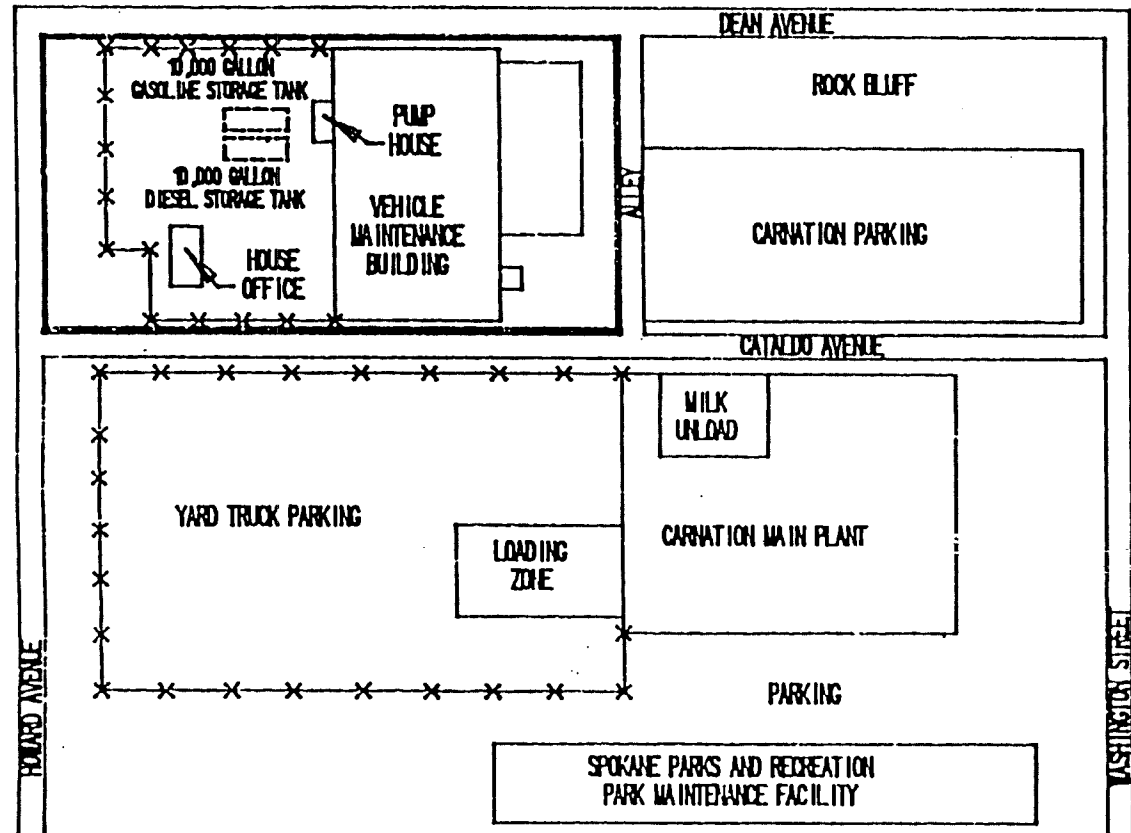 DEAN AVENUE
10,000 GALLON
GASOLINE STORAGE TANK
PUMP
HOUSE
ROCK BLUFF
10,000 GALLON
DIESEL STORAGE TANK
ALLEY
VEHICLE
MAINTENANCE
BUILDING
CARNATION PARKING
HOUSE
OFFICE
CATALDO AVENUE
MILK
UNLOAD
YARD TRUCK PARKING
LOADING
ZONE
CARNATION MAIN PLANT
HOWARD AVENUE
WASHINGTON STREET
PARKING
SPOKANE PARKS AND RECREATION
PARK MAINTENANCE FACILITY